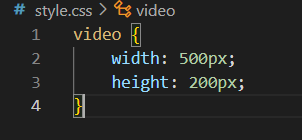 # style.css > video
1 video {
2     width: 500px;
3     height: 200px;
4 }